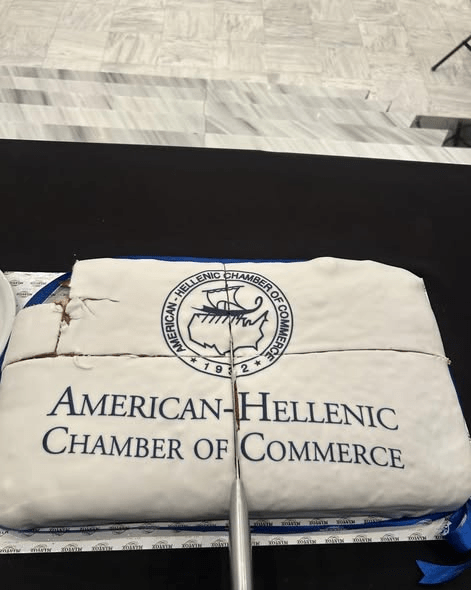 AMERICAN - HELLENIC CHAMBER OF COMMERCE
★ 1932 ★
AMERICAN-HELLENIC
CHAMBER OF COMMERCE